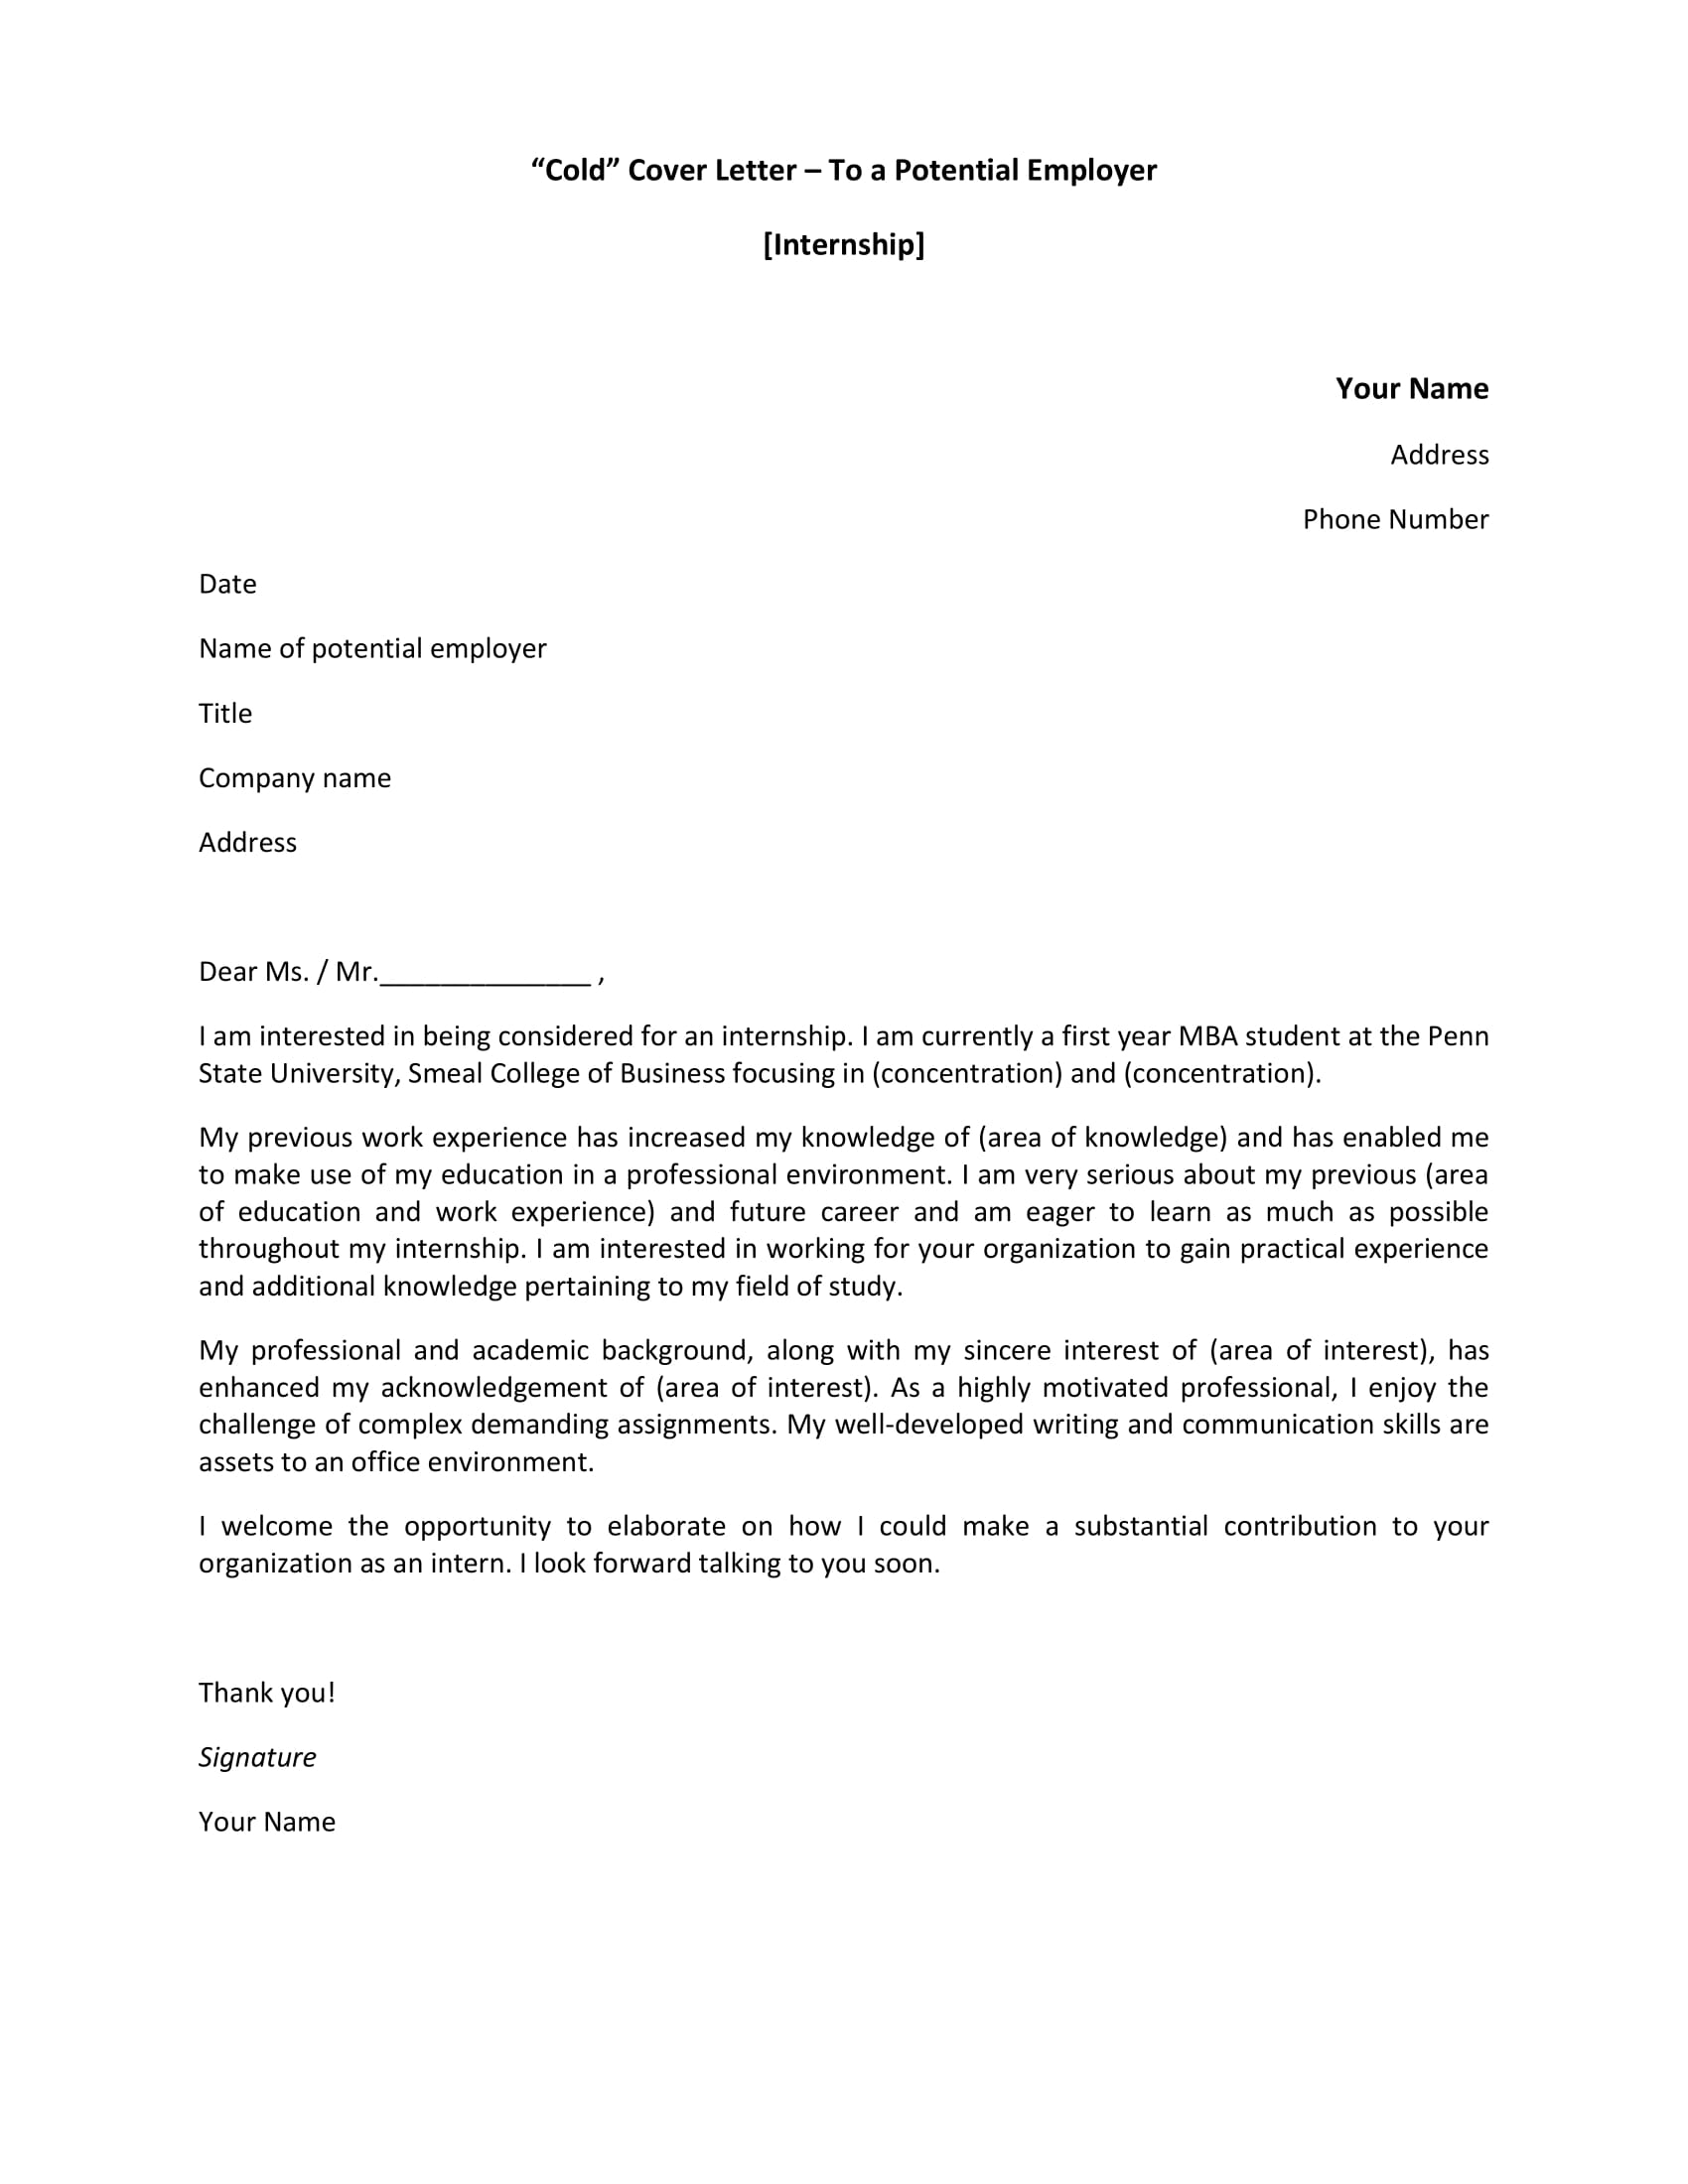 “Cold” Cover Letter – To a Potential Employer
[Internship]
Your Name
Address
Phone Number
Date
Name of potential employer
Title
Company name
Address
Dear Ms. / Mr.______________ ,
I am interested in being considered for an internship. I am currently a first year MBA student at the Penn
State University, Smeal College of Business focusing in (concentration) and (concentration).
My previous work experience has increased my knowledge of (area of knowledge) and has enabled me
to make use of my education in a professional environment. I am very serious about my previous (area
of education and work experience) and future career and am eager to learn as much as possible
throughout my internship. I am interested in working for your organization to gain practical experience
and additional knowledge pertaining to my field of study.
My professional and academic background, along with my sincere interest of (area of interest), has
enhanced my acknowledgement of (area of interest). As a highly motivated professional, I enjoy the
challenge of complex demanding assignments. My well-developed writing and communication skills are
assets to an office environment.
I welcome the opportunity to elaborate on how I could make a substantial contribution to your
organization as an intern. I look forward talking to you soon.
Thank you!
Signature
Your Name